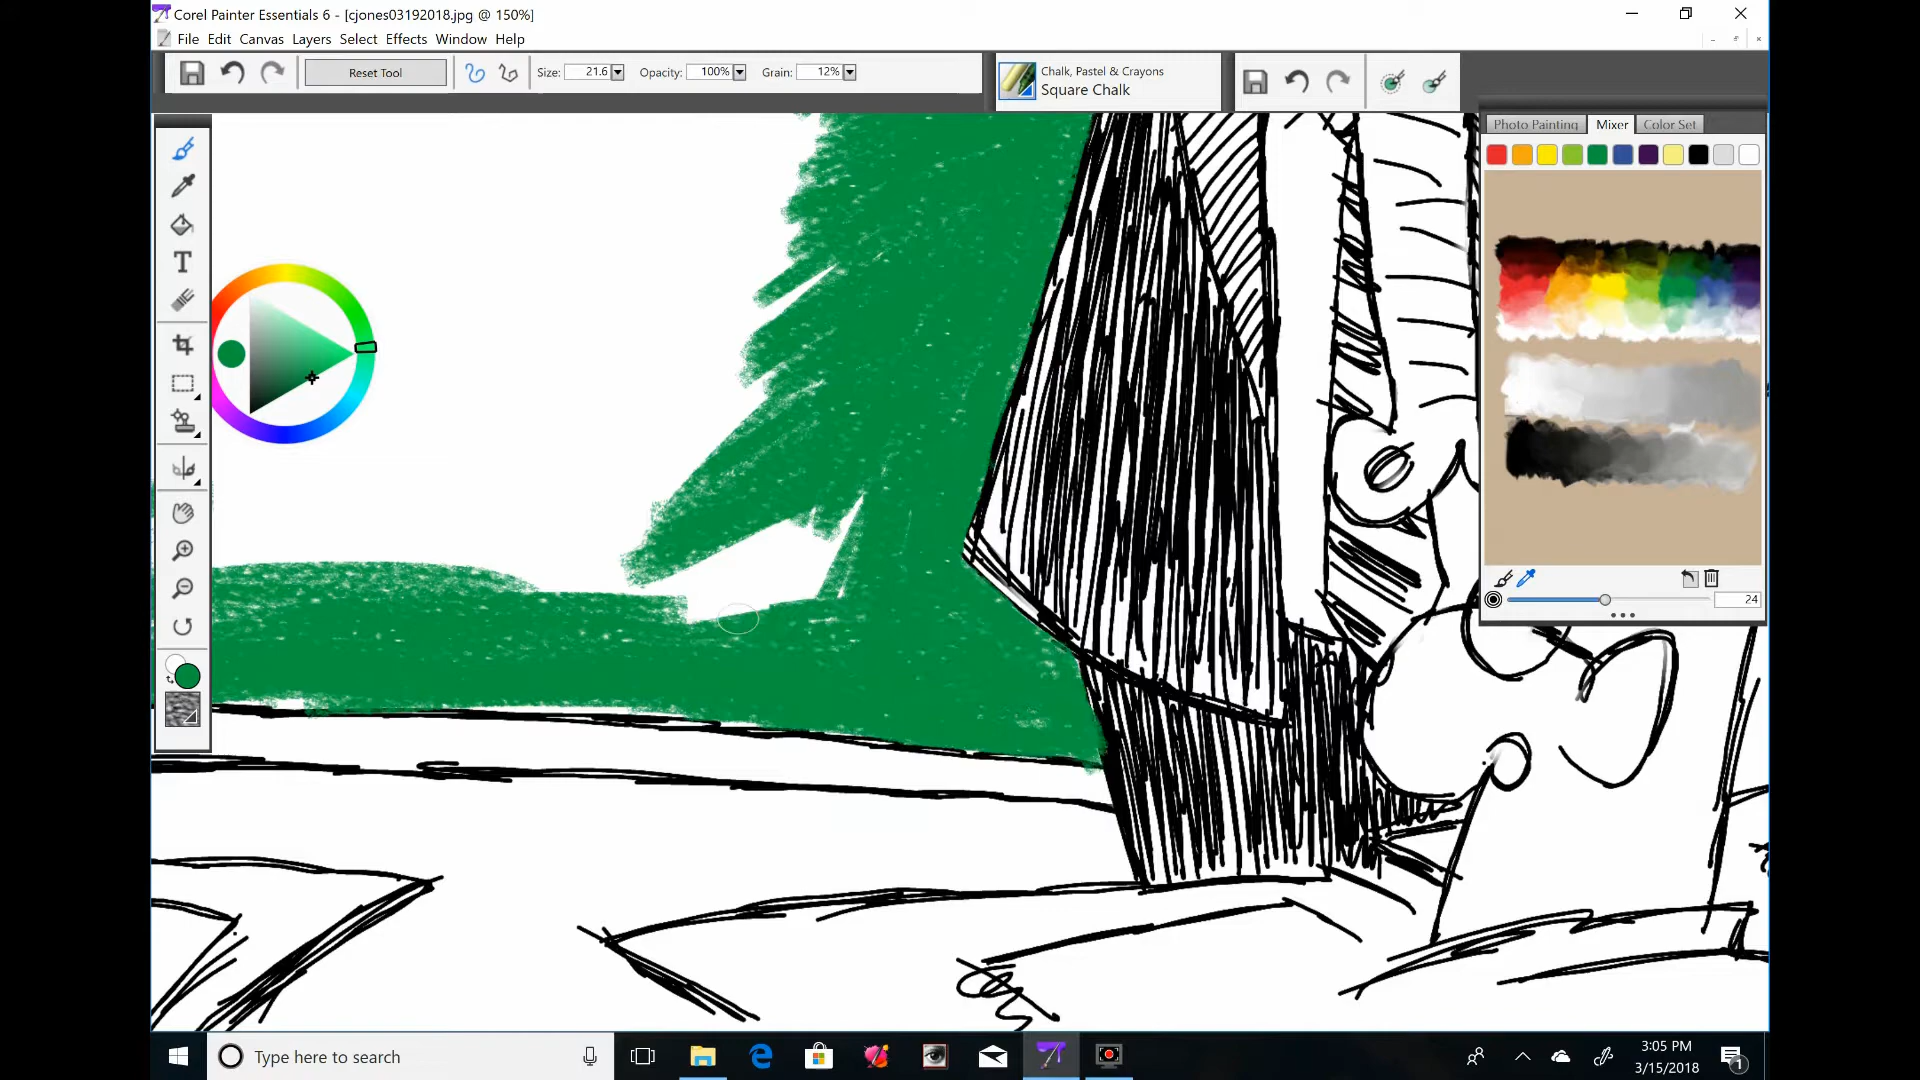 Corel Painter Essentials 6 - [cjones03192018.jpg @ 150%]
File Edit Canvas Layers Select Effects Window Help
Reset Tool Size: 21.6 Opacity: 100% Grain: 12%
Chalk, Pastel & Crayons
Square Chalk
Photo Painting Mixer Color Set
T
24
Type here to search
3:05 PM
3/15/2018
1